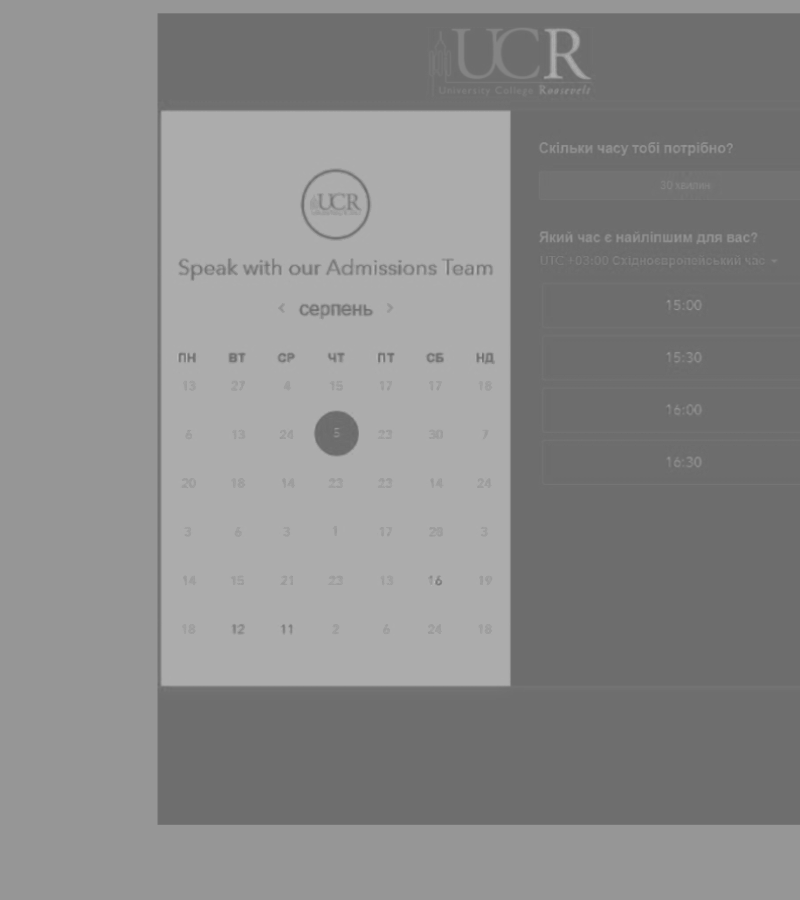 UCR
University College Roosevelt
UCR
Speak with our Admissions Team
< серпень >
ПН ВТ СР ЧТ ПТ СБ НД
13 27 4 15 17 17 18
6 13 24 5 23 30 7
20 18 14 23 23 14 24
3 6 3 1 17 28 3
14 15 21 23 13 16 19
18 12 11 2 6 24 18
Скільки часу тобі потрібно?
30 хвилин
Який час є найліпшим для вас?
UTC +03:00 Східноєвропейський час
15:00
15:30
16:00
16:30